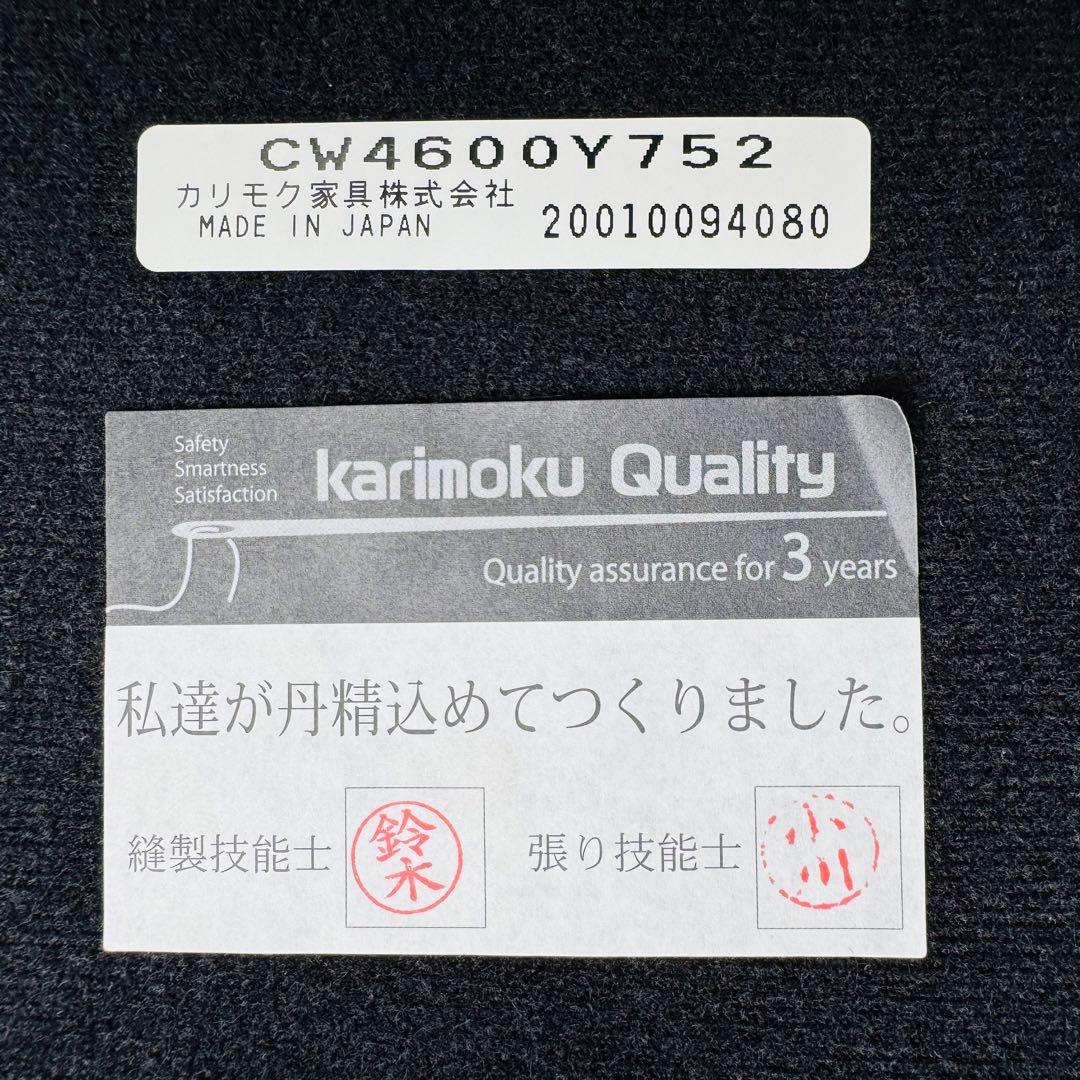 CW4600Y752
カリモク家具株式会社
MADE IN JAPAN 20010094080
Safety
Smartness
Satisfaction
karimoku Quality
Quality assurance for 3 years
私達が丹精込めてつくりました。
縫製技能士 鈴木 張り技能士 小川